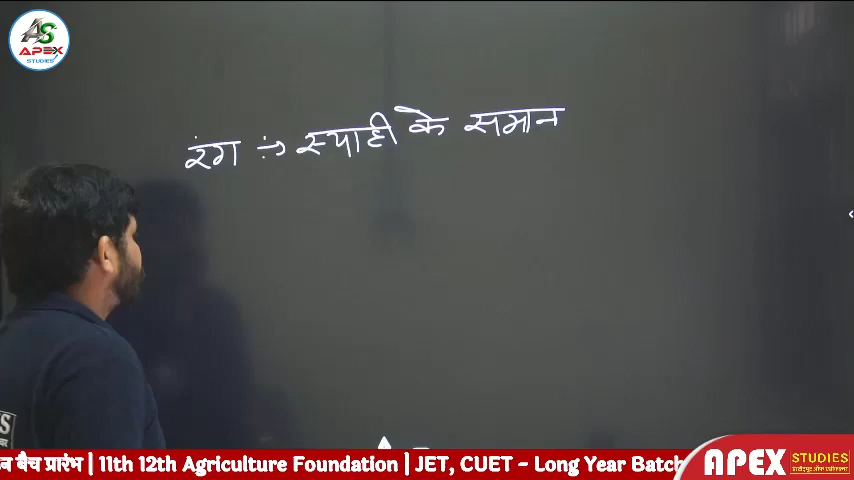 AS
APEX
STUDIES
रंग ÷→ स्याही के समान
S
न बैच प्रारंभ | 11th 12th Agriculture Foundation | JET, CUET - Long Year Batch
APEX STUDIES